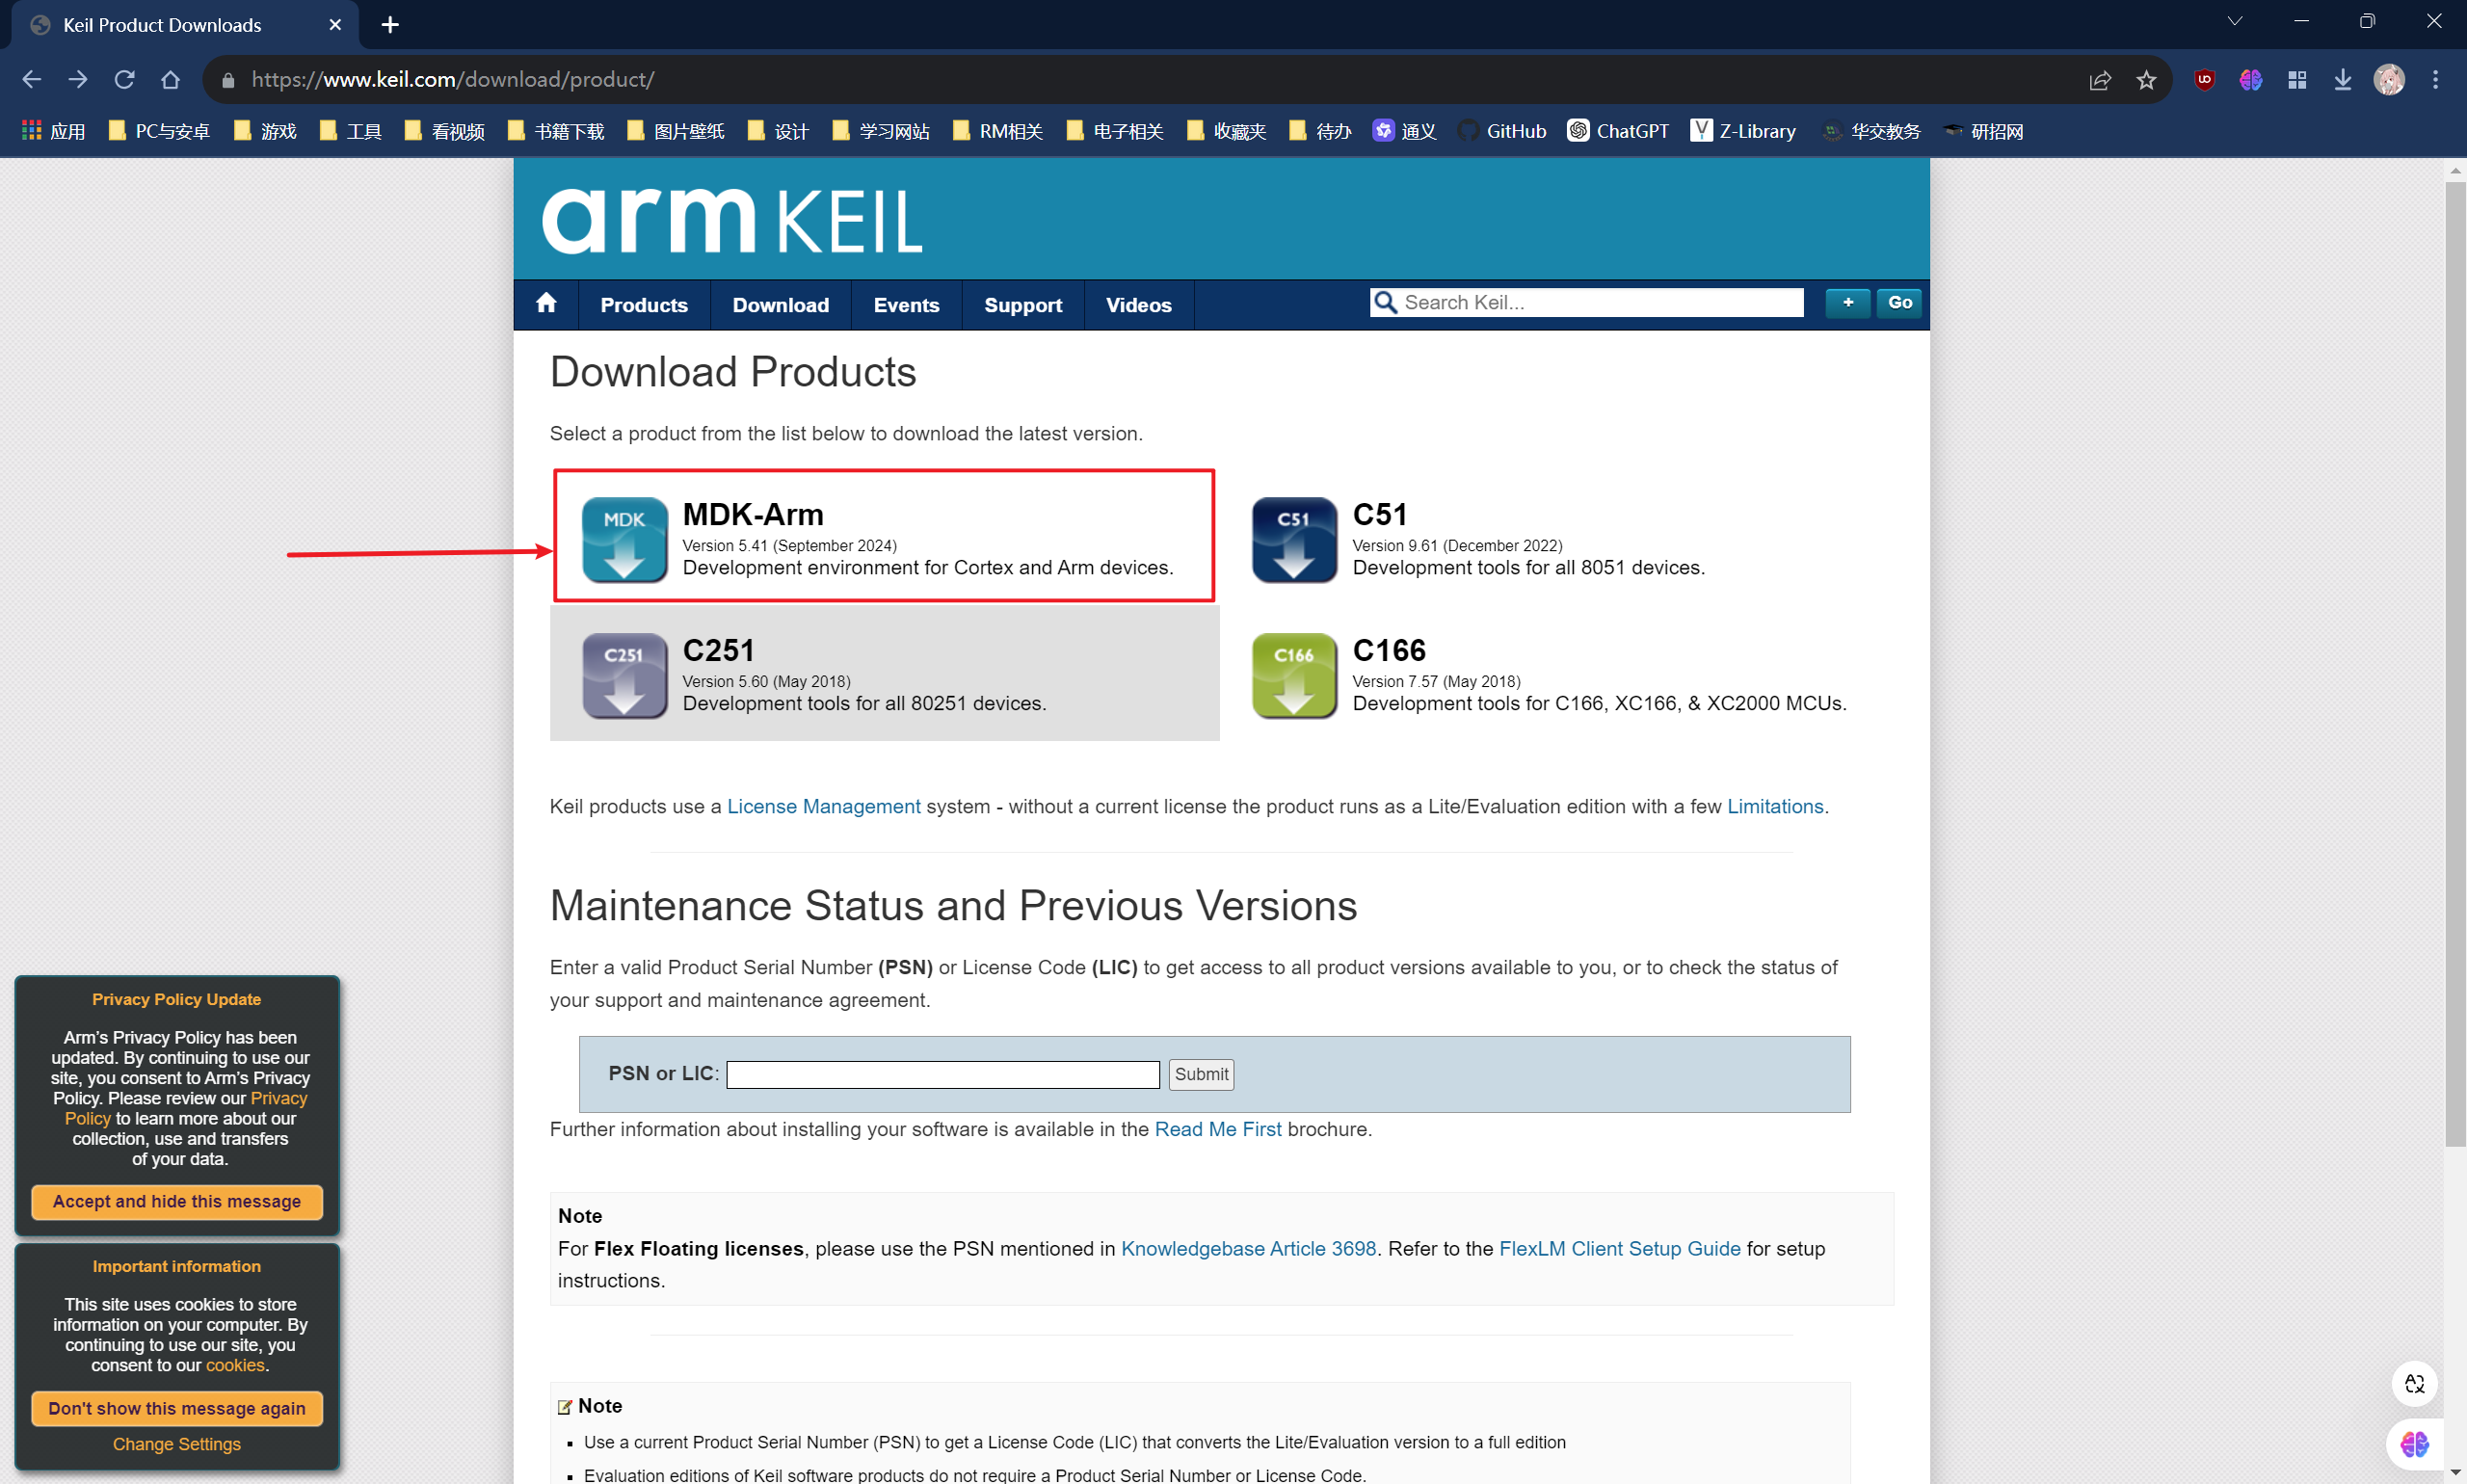 Keil Product Downloads
https://www.keil.com/download/product/
应用 PC与安卓 游戏 工具 看视频 书籍下载 图片壁纸 设计 学习网站 RM相关 电子相关 收藏夹 待办 通义 GitHub ChatGPT Z-Library 华交教务 研招网
arm KEIL
Products Download Events Support Videos Search Keil... + Go
Download Products
Select a product from the list below to download the latest version.
MDK
MDK-Arm
Version 5.41 (September 2024)
Development environment for Cortex and Arm devices.
C51
C51
Version 9.61 (December 2022)
Development tools for all 8051 devices.
C251
C251
Version 5.60 (May 2018)
Development tools for all 80251 devices.
C166
C166
Version 7.57 (May 2018)
Development tools for C166, XC166, & XC2000 MCUs.
Keil products use a License Management system - without a current license the product runs as a Lite/Evaluation edition with a few Limitations.
Maintenance Status and Previous Versions
Enter a valid Product Serial Number (PSN) or License Code (LIC) to get access to all product versions available to you, or to check the status of
your support and maintenance agreement.
PSN or LIC: Submit
Further information about installing your software is available in the Read Me First brochure.
Note
For Flex Floating licenses, please use the PSN mentioned in Knowledgebase Article 3698. Refer to the FlexLM Client Setup Guide for setup
instructions.
Note
Use a current Product Serial Number (PSN) to get a License Code (LIC) that converts the Lite/Evaluation version to a full edition
Evaluation editions of Keil software products do not require a Product Serial Number or License Code.
Privacy Policy Update
Arm's Privacy Policy has been
updated. By continuing to use our
site, you consent to Arm's Privacy
Policy. Please review our Privacy
Policy to learn more about our
collection, use and transfers
of your data.
Accept and hide this message
Important information
This site uses cookies to store
information on your computer. By
continuing to use our site, you
consent to our cookies.
Don't show this message again
Change Settings